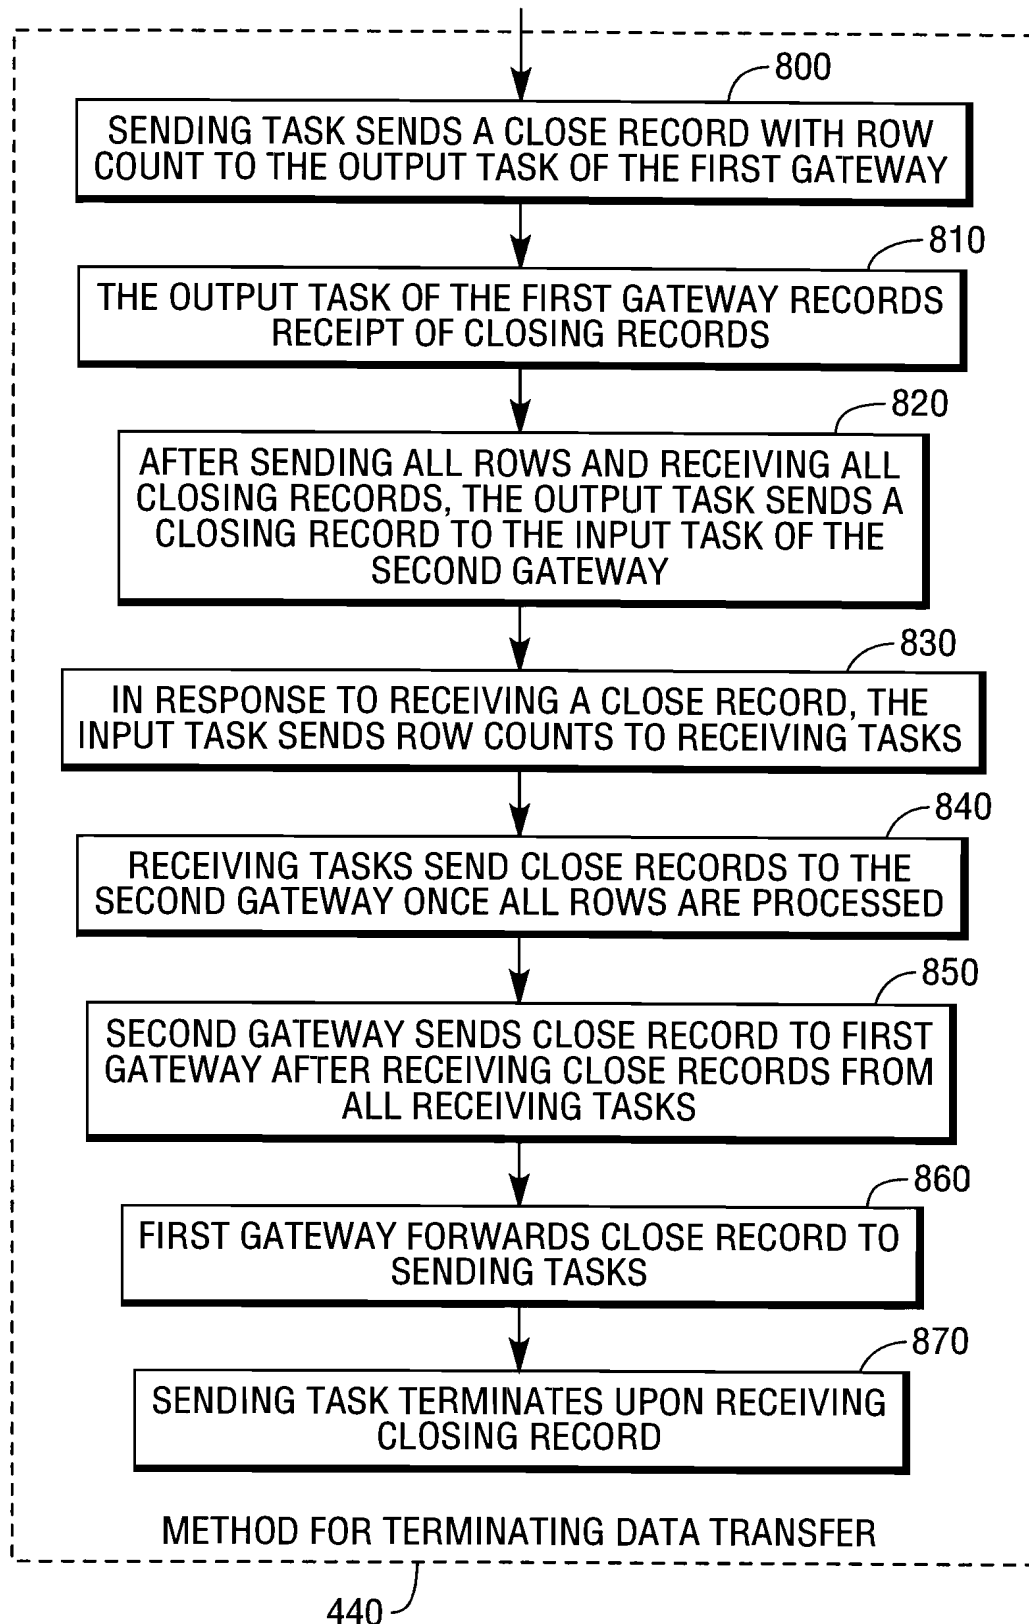 800
SENDING TASK SENDS A CLOSE RECORD WITH ROW
COUNT TO THE OUTPUT TASK OF THE FIRST GATEWAY
810
THE OUTPUT TASK OF THE FIRST GATEWAY RECORDS
RECEIPT OF CLOSING RECORDS
820
AFTER SENDING ALL ROWS AND RECEIVING ALL
CLOSING RECORDS, THE OUTPUT TASK SENDS A
CLOSING RECORD TO THE INPUT TASK OF THE
SECOND GATEWAY
830
IN RESPONSE TO RECEIVING A CLOSE RECORD, THE
INPUT TASK SENDS ROW COUNTS TO RECEIVING TASKS
840
RECEIVING TASKS SEND CLOSE RECORDS TO THE
SECOND GATEWAY ONCE ALL ROWS ARE PROCESSED
850
SECOND GATEWAY SENDS CLOSE RECORD TO FIRST
GATEWAY AFTER RECEIVING CLOSE RECORDS FROM
ALL RECEIVING TASKS
860
FIRST GATEWAY FORWARDS CLOSE RECORD TO
SENDING TASKS
870
SENDING TASK TERMINATES UPON RECEIVING
CLOSING RECORD
METHOD FOR TERMINATING DATA TRANSFER
440